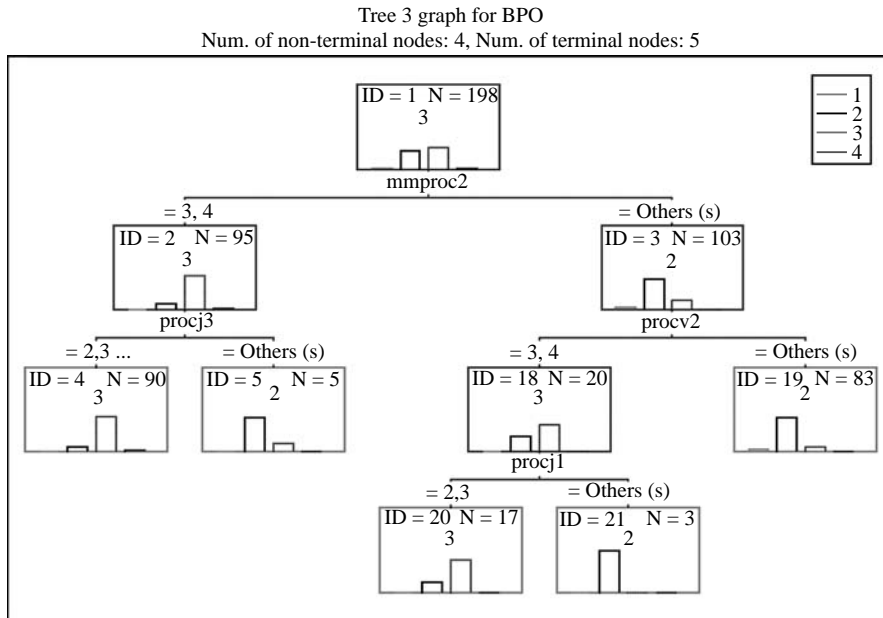 Tree 3 graph for BPO
Num. of non-terminal nodes: 4, Num. of terminal nodes: 5
ID = 1 N = 198
3
1
2
3
4
mmproc2
= 3, 4
= Others (s)
ID = 2 N = 95
3
ID = 3 N = 103
2
procj3
procv2
= 2,3 ...
= Others (s)
= 3, 4
= Others (s)
ID = 4 N = 90
3
ID = 5 N = 5
2
ID = 18 N = 20
3
ID = 19 N = 83
2
procj1
= 2,3
= Others (s)
ID = 20 N = 17
3
ID = 21 N = 3
2